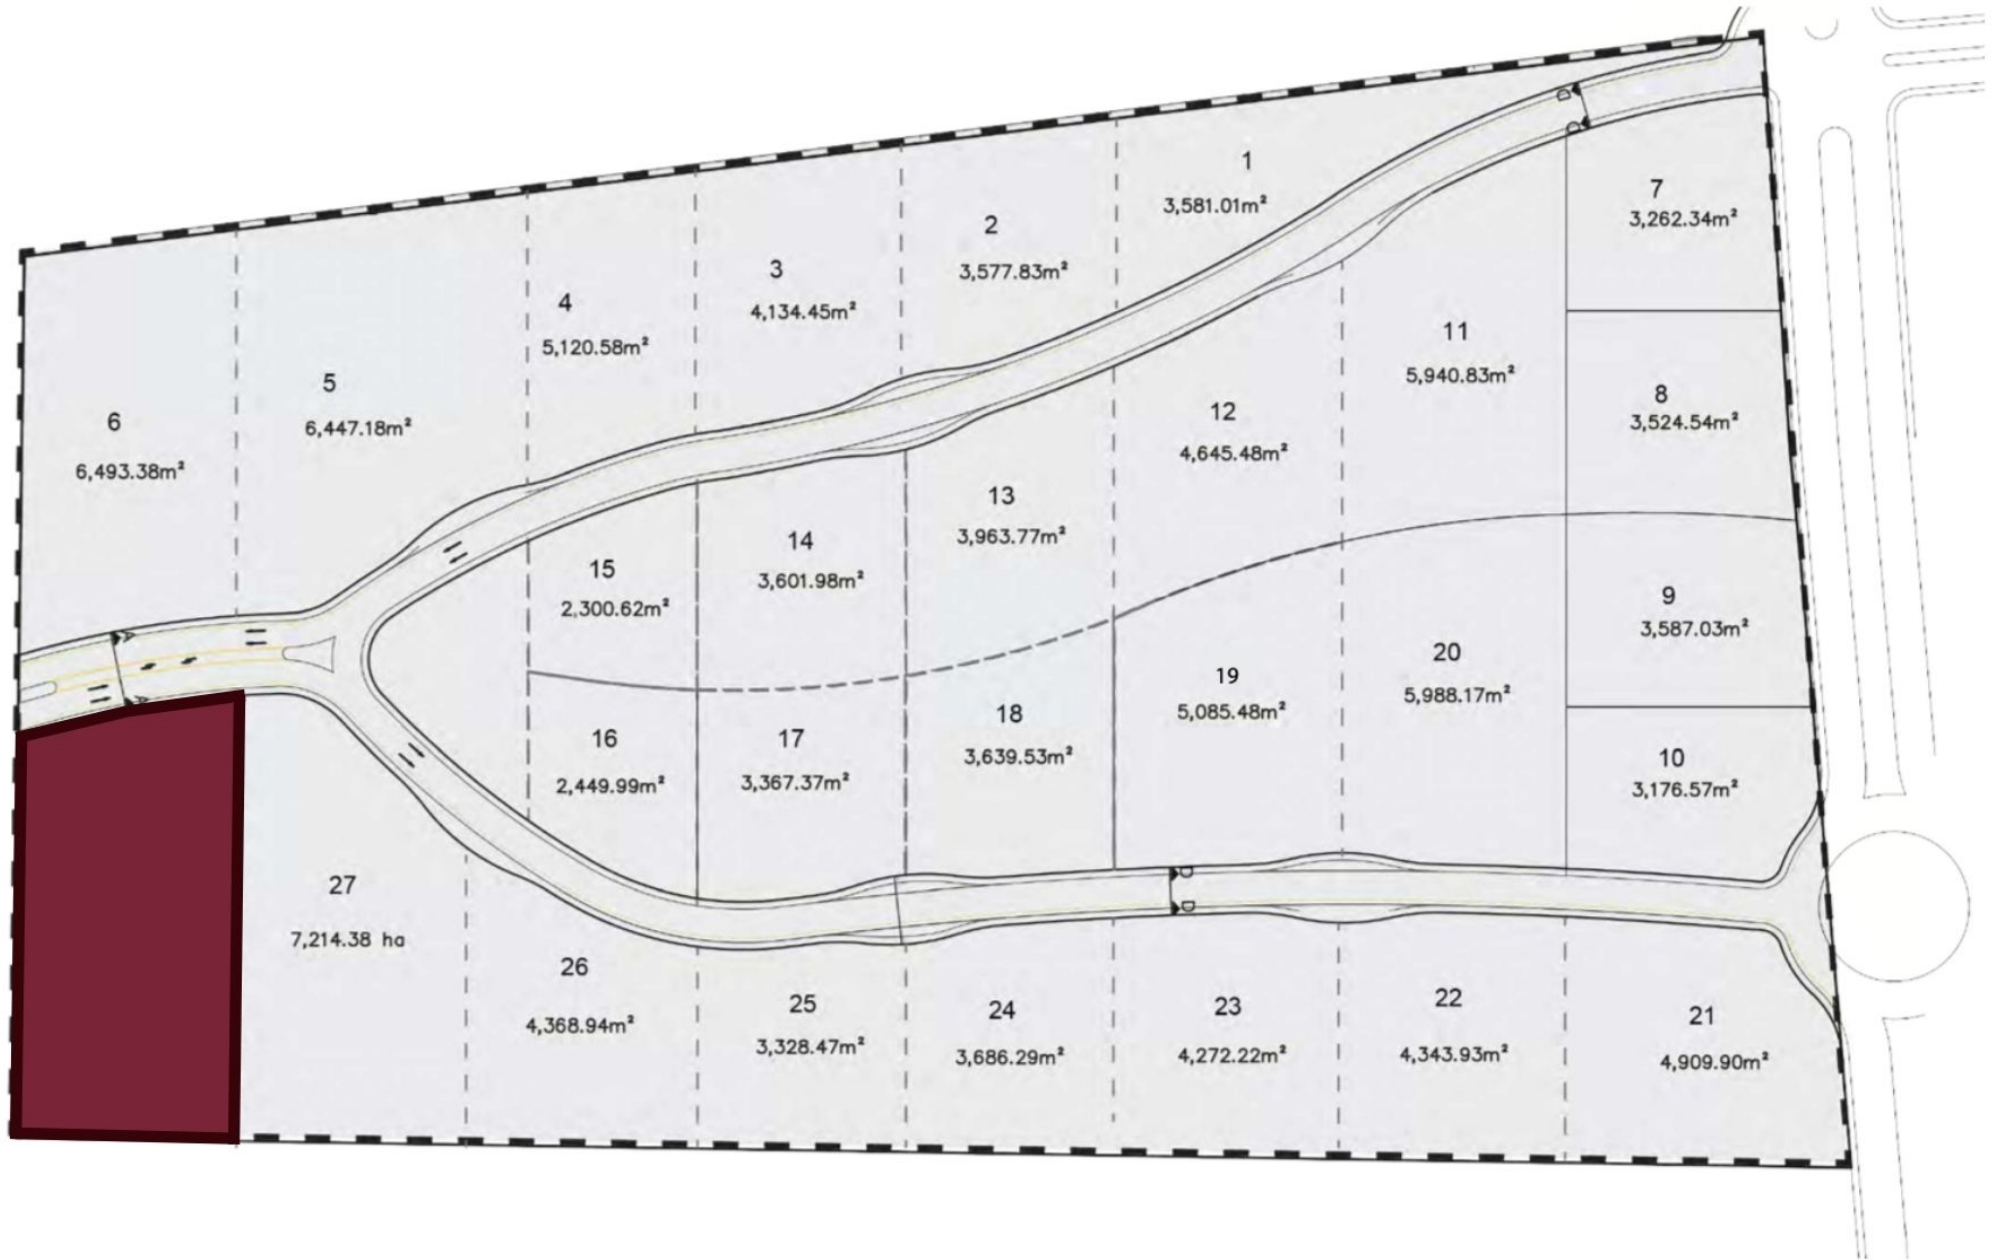 1
3,581.01m²
2
3,577.83m²
3
4,134.45m²
4
5,120.58m²
5
6,447.18m²
6
6,493.38m²
7
3,262.34m²
8
3,524.54m²
9
3,587.03m²
10
3,176.57m²
11
5,940.83m²
12
4,645.48m²
13
3,963.77m²
14
3,601.98m²
15
2,300.62m²
16
2,449.99m²
17
3,367.37m²
18
3,639.53m²
19
5,085.48m²
20
5,988.17m²
21
4,909.90m²
22
4,343.93m²
23
4,272.22m²
24
3,686.29m²
25
3,328.47m²
26
4,368.94m²
27
7,214.38 ha